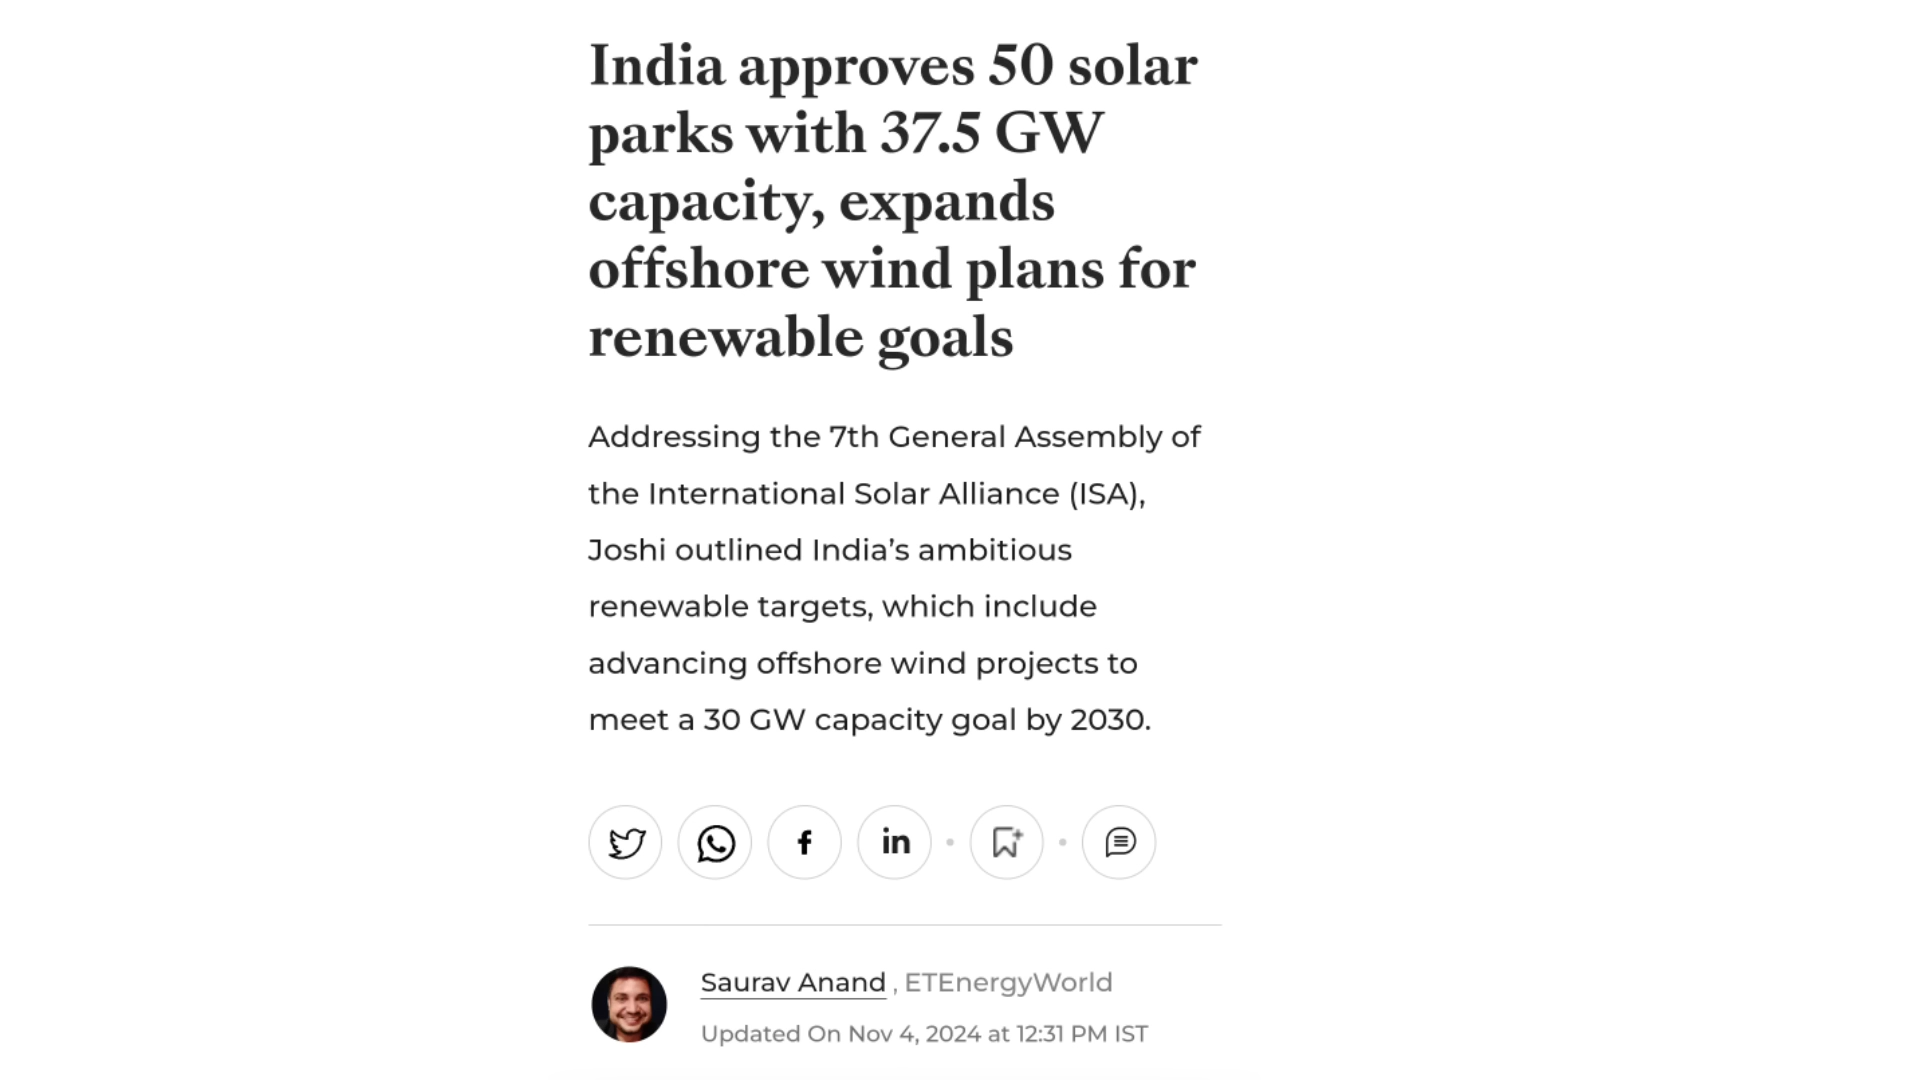 India approves 50 solar
parks with 37.5 GW
capacity, expands
offshore wind plans for
renewable goals
Addressing the 7th General Assembly of
the International Solar Alliance (ISA),
Joshi outlined India’s ambitious
renewable targets, which include
advancing offshore wind projects to
meet a 30 GW capacity goal by 2030.
f in
Saurav Anand , ETEnergyWorld
Updated On Nov 4, 2024 at 12:31 PM IST